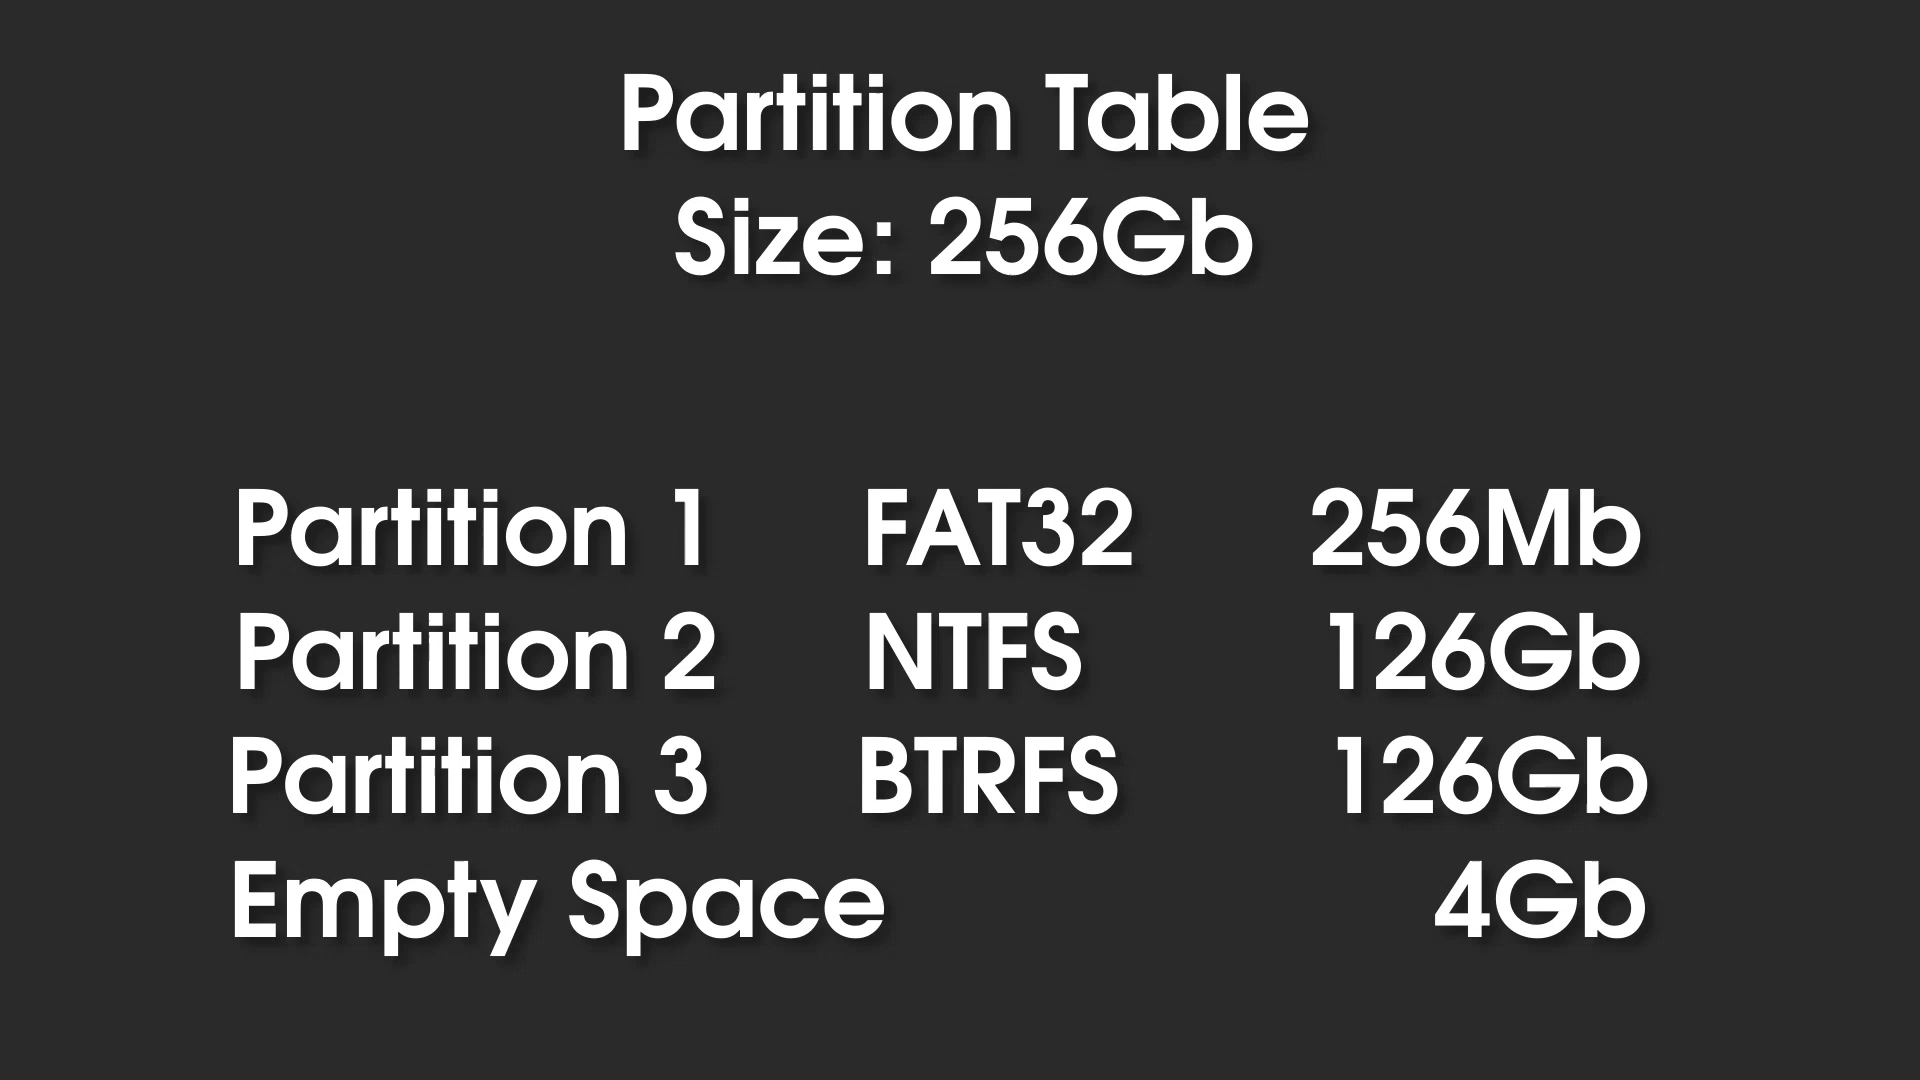 Partition Table
Size: 256Gb
Partition 1 FAT32 256Mb
Partition 2 NTFS 126Gb
Partition 3 BTRFS 126Gb
Empty Space 4Gb